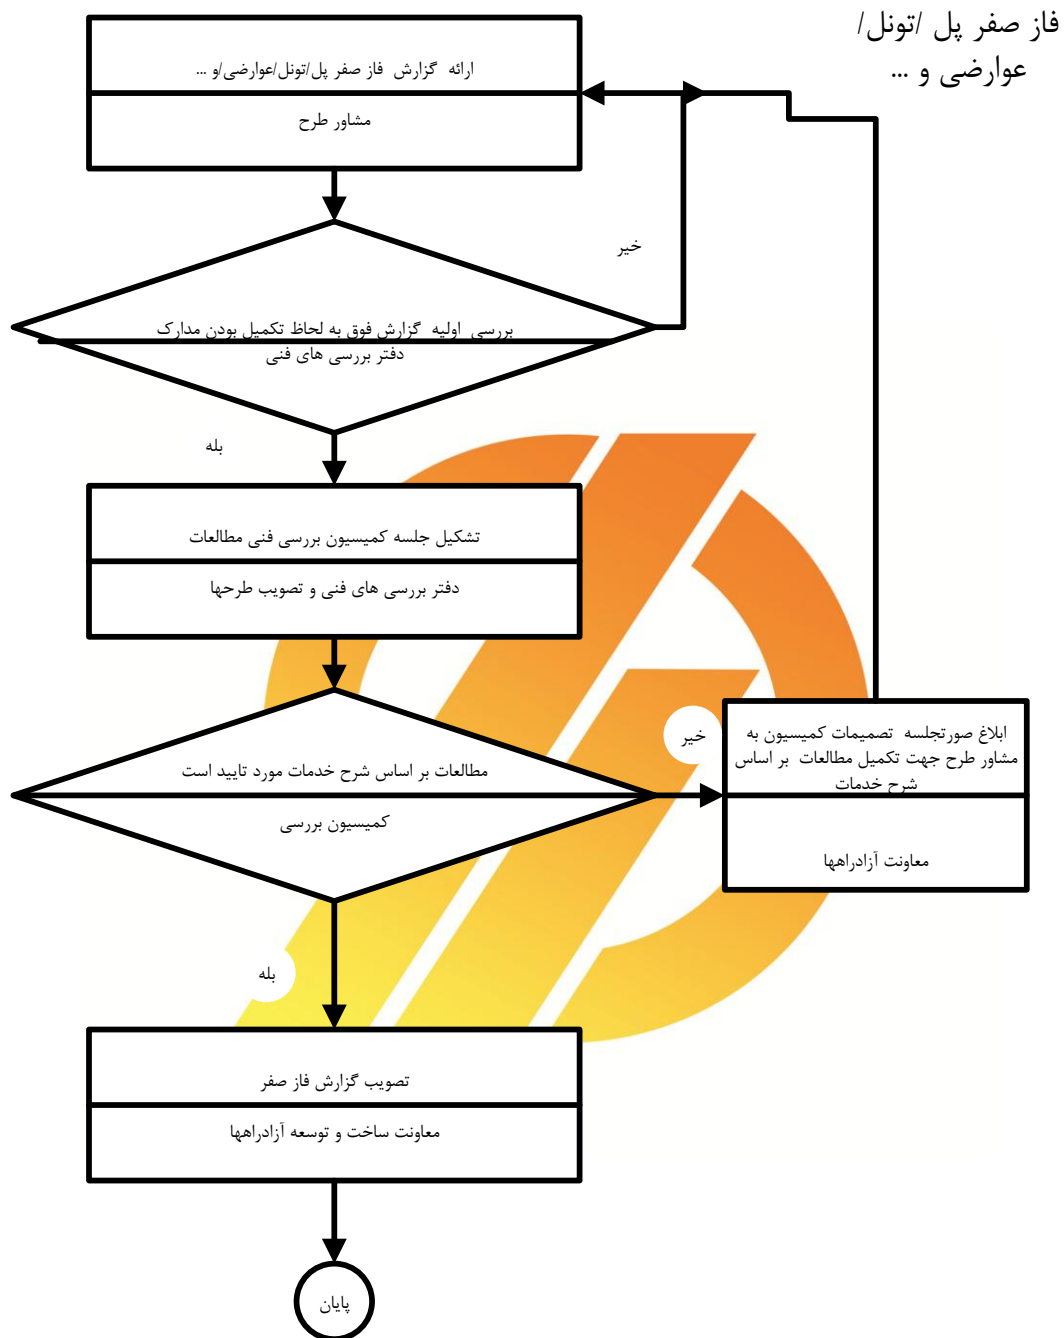 فاز صفر پل /تونل/
عوارضی و ...
ارائه گزارش فاز صفر پل/تونل/عوارضی/و ...
مشاور طرح
خیر
بررسی اولیه گزارش فوق به لحاظ تکمیل بودن مدارک
دفتر بررسی های فنی
بله
تشکیل جلسه کمیسیون بررسی فنی مطالعات
دفتر بررسی های فنی و تصویب طرحها
مطالعات بر اساس شرح خدمات مورد تایید است
کمیسیون بررسی
خیر
ابلاغ صورتجلسه تصمیمات کمیسیون به
مشاور طرح جهت تکمیل مطالعات بر اساس
شرح خدمات
معاونت آزادراهها
بله
تصویب گزارش فاز صفر
معاونت ساخت و توسعه آزادراهها
پایان